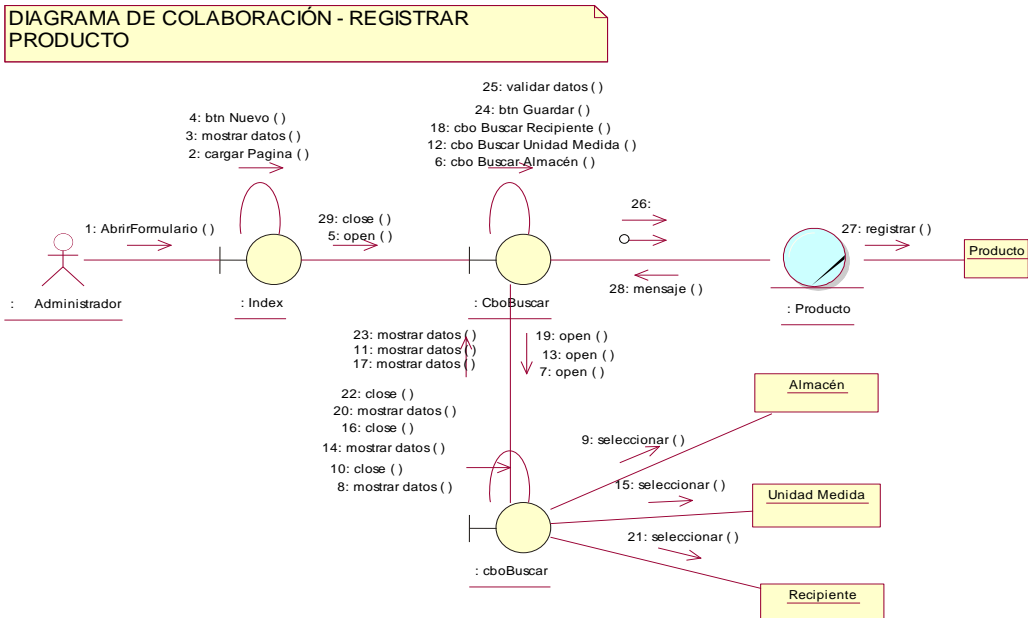 DIAGRAMA DE COLABORACIÓN - REGISTRAR
PRODUCTO
25: validar datos ( )
24: btn Guardar ( )
18: cbo Buscar Recipiente ( )
12: cbo Buscar Unidad Medida ( )
6: cbo Buscar Almacén ( )
4: btn Nuevo ( )
3: mostrar datos ( )
2: cargar Pagina ( )
1: AbrirFormulario ( )
29: close ( )
5: open ( )
26:
27: registrar ( )
28: mensaje ( )
Producto
: Administrador
: Index
: CboBuscar
: Producto
23: mostrar datos ( )
11: mostrar datos ( )
17: mostrar datos ( )
19: open ( )
13: open ( )
7: open ( )
22: close ( )
20: mostrar datos ( )
16: close ( )
14: mostrar datos ( )
10: close ( )
8: mostrar datos ( )
9: seleccionar ( )
15: seleccionar ( )
21: seleccionar ( )
Almacén
Unidad Medida
Recipiente
: cboBuscar